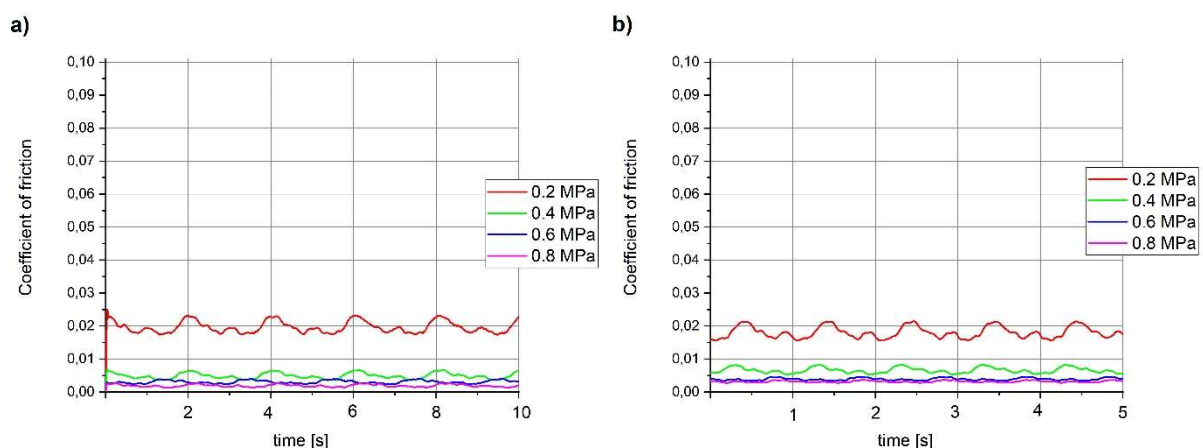 a)
Coefficient of friction
0,10
0,09
0,08
0,07
0,06
0,05
0,04
0,03
0,02
0,01
0,00
2
4
6
8
10
time [s]
0.2 MPa
0.4 MPa
0.6 MPa
0.8 MPa
b)
Coefficient of friction
0,10
0,09
0,08
0,07
0,06
0,05
0,04
0,03
0,02
0,01
0,00
1
2
3
4
5
time [s]
0.2 MPa
0.4 MPa
0.6 MPa
0.8 MPa